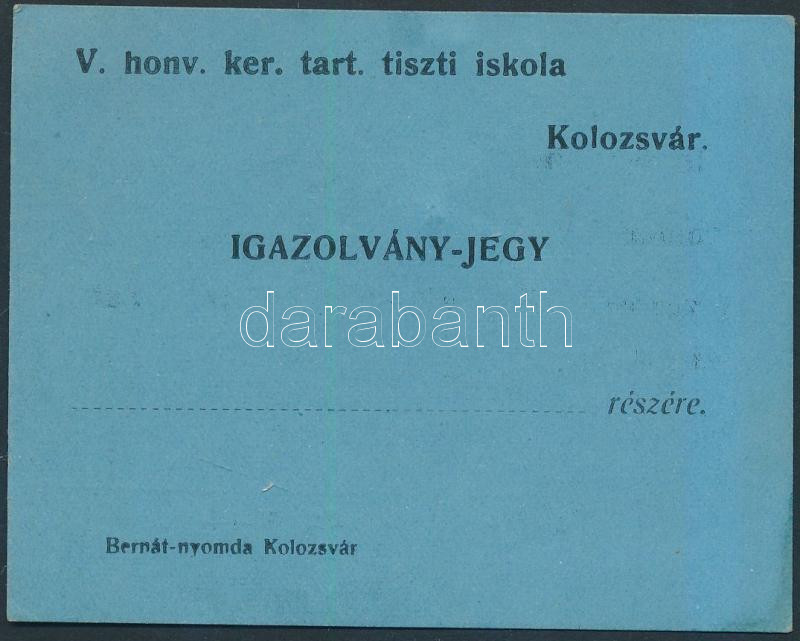 V. honv. ker. tart. tiszti iskola
Kolozsvár.
IGAZOLVÁNY-JEGY
darabanth
részére.
Bernát-nyomda Kolozsvár